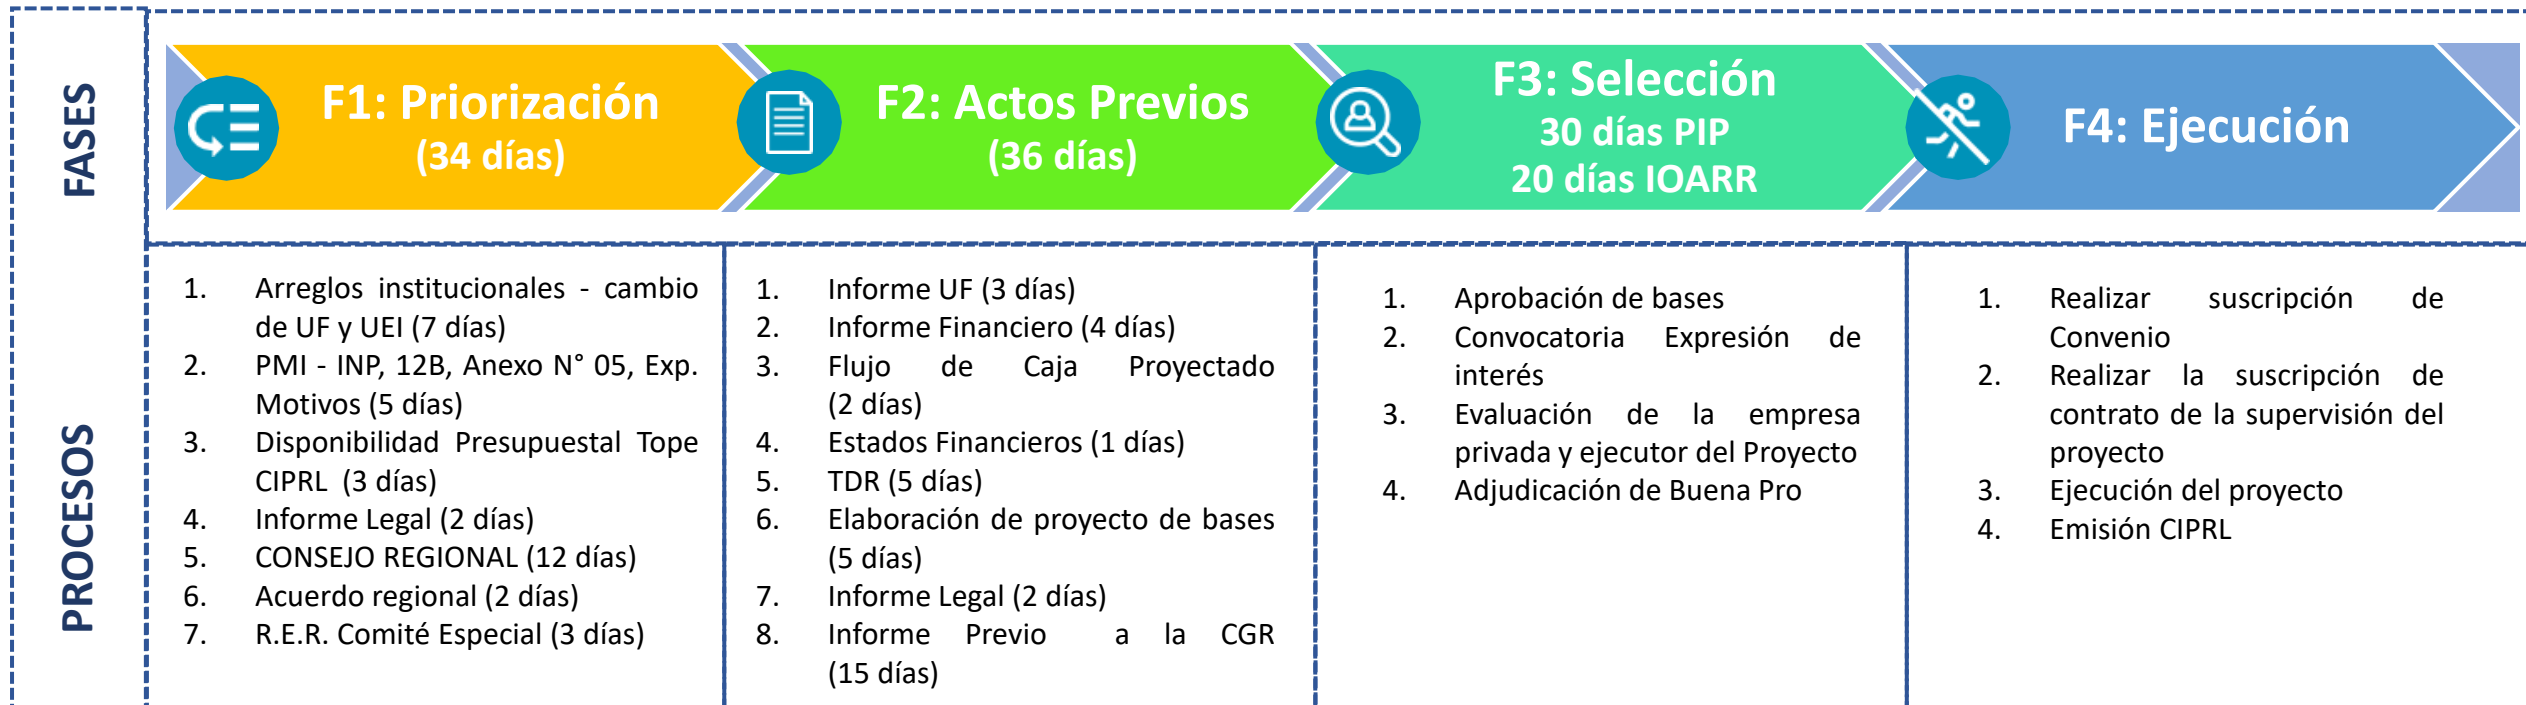 FASES
F1: Priorización
(34 días)
F2: Actos Previos
(36 días)
F3: Selección
30 días PIP
20 días IOARR
F4: Ejecución
PROCESOS
1. Arreglos institucionales - cambio
de UF y UEI (7 días)
2. PMI - INP, 12B, Anexo N° 05, Exp.
Motivos (5 días)
3. Disponibilidad Presupuestal Tope
CIPRL (3 días)
4. Informe Legal (2 días)
5. CONSEJO REGIONAL (12 días)
6. Acuerdo regional (2 días)
7. R.E.R. Comité Especial (3 días)
1. Informe UF (3 días)
2. Informe Financiero (4 días)
3. Flujo de Caja Proyectado
(2 días)
4. Estados Financieros (1 días)
5. TDR (5 días)
6. Elaboración de proyecto de bases
(5 días)
7. Informe Legal (2 días)
8. Informe Previo a la CGR
(15 días)
1. Aprobación de bases
2. Convocatoria Expresión de
interés
3. Evaluación de la empresa
privada y ejecutor del Proyecto
4. Adjudicación de Buena Pro
1. Realizar suscripción de
Convenio
2. Realizar la suscripción de
contrato de la supervisión del
proyecto
3. Ejecución del proyecto
4. Emisión CIPRL